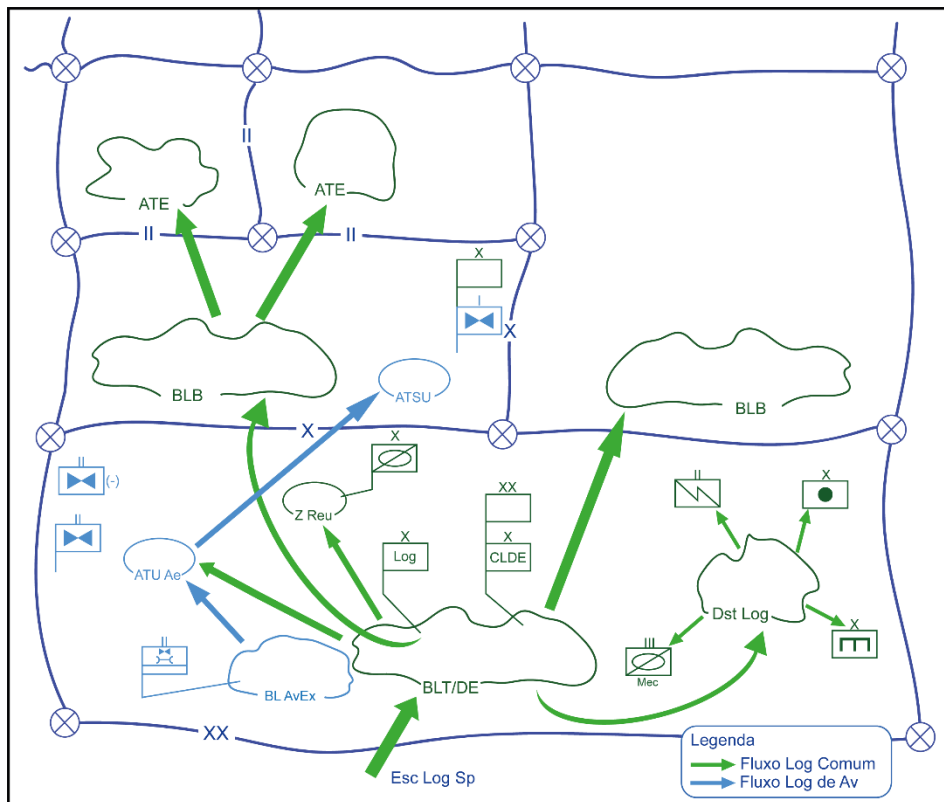 II
ATE
ATE
II
II
X
I
X
BLB
ATSU
BLB
X
II
(-)
X
II
X
Z Reu
X
Log
XX
CLDE
II
ATU Ae
Dst Log
X
II
III
Mec
BL AvEx
BLT/DE
XX
Esc Log Sp
Legenda
Fluxo Log Comum
Fluxo Log de Av